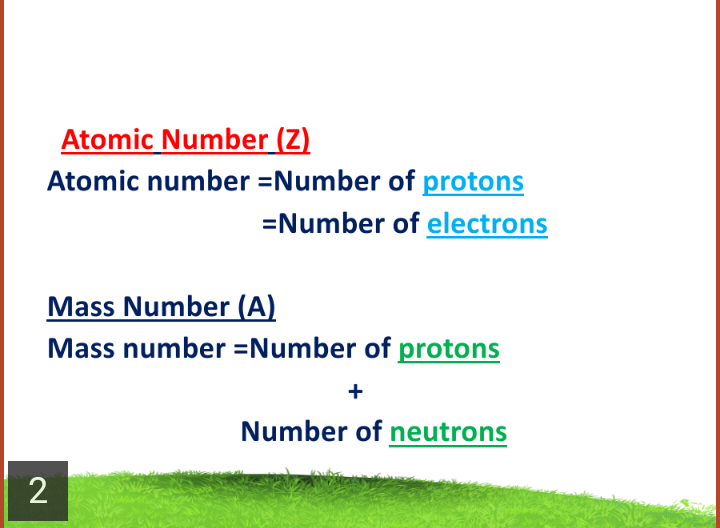 Atomic Number (Z)
Atomic number =Number of protons
=Number of electrons
Mass Number (A)
Mass number =Number of protons
+
Number of neutrons
2